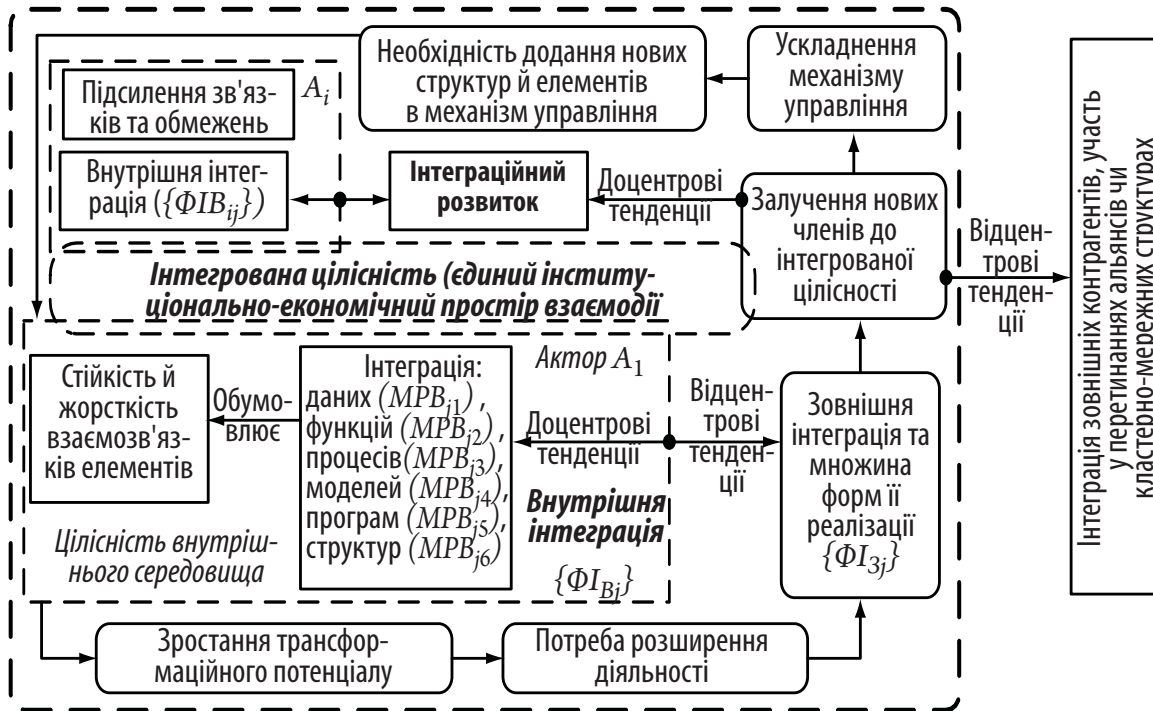 Необхідність додання нових
структур й елементів
в механізм управління
Ускладнення
механізму
управління
Підсилення зв'яз-
ків та обмежень
A_i
Внутрішня інтег-
рація ({ФІВ_ij})
Інтеграційний
розвиток
Доцентрові
тенденції
Залучення нових
членів до
інтегрованої
цілісності
Відцен-
трові
тенден-
ції
Інтеграція зовнішніх контрагентів, участь
у перетинаннях альянсів чи
кластерно-мережних структурах
Інтегрована цілісність (єдиний інститу-
ціонально-економічний простір взаємодії
Актор A_1
Стійкість й
жорсткість
взаємозв'яз-
ків елементів
Обумо-
влює
Інтеграція:
даних (МРВ_j1) ,
функцій (МРВ_j2),
процесів(МРВ_j3),
моделей (МРВ_j4),
програм (МРВ_j5),
структур (МРВ_j6)
Доцентрові
тенденції
Внутрішня
інтеграція
{ФІ_Вj}
Відцен-
трові
тенден-
ції
Зовнішня
інтеграція та
множина
форм її
реалізації
{ФІ_Зj}
Цілісність внутріш-
нього середовища
Зростання трансфор-
маційного потенціалу
Потреба розширення
діяльності